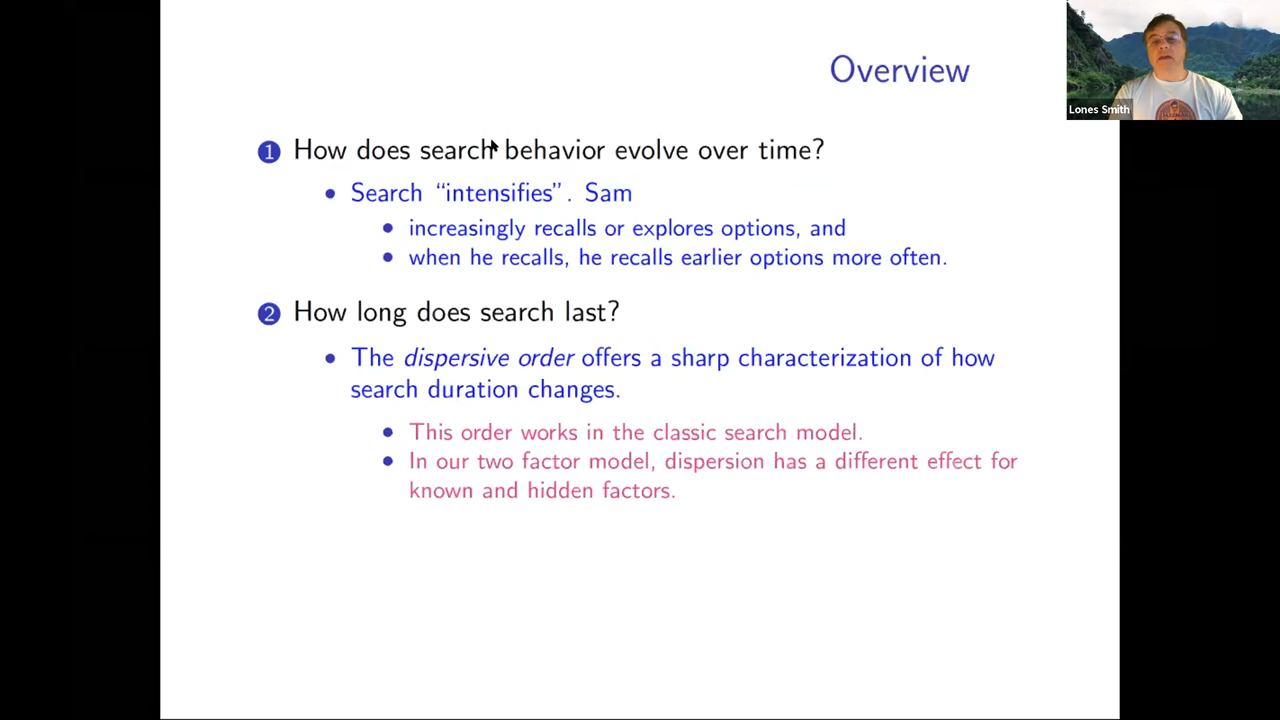 Overview
Lones Smith
1 How does search behavior evolve over time?
• Search “intensifies”. Sam
• increasingly recalls or explores options, and
• when he recalls, he recalls earlier options more often.
2 How long does search last?
• The dispersive order offers a sharp characterization of how
search duration changes.
• This order works in the classic search model.
• In our two factor model, dispersion has a different effect for
known and hidden factors.